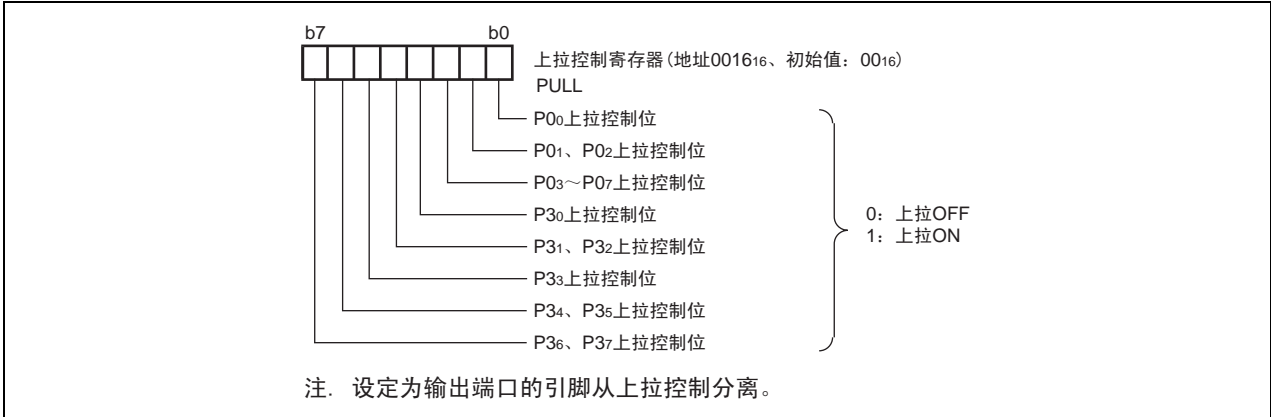 b7 b0
上拉控制寄存器(地址001616、初始值：0016)
PULL
P00上拉控制位
P01、P02上拉控制位
P03～P07上拉控制位
P30上拉控制位
P31、P32上拉控制位
P33上拉控制位
P34、P35上拉控制位
P36、P37上拉控制位
0：上拉OFF
1：上拉ON
注. 设定为输出端口的引脚从上拉控制分离。